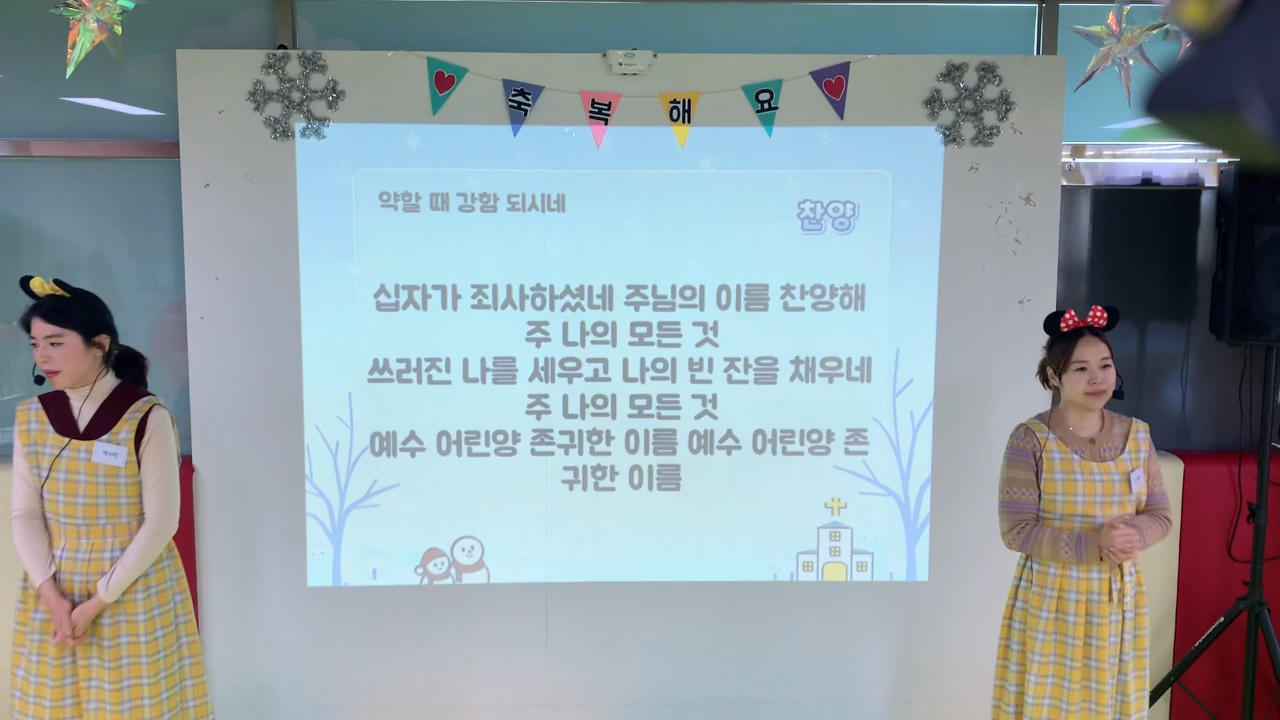 축복해요
약할 때 강함 되시네
찬양
십자가 죄사하셨네 주님의 이름 찬양해
주 나의 모든 것
쓰러진 나를 세우고 나의 빈 잔을 채우네
주 나의 모든 것
예수 어린양 존귀한 이름 예수 어린양 존
귀한 이름